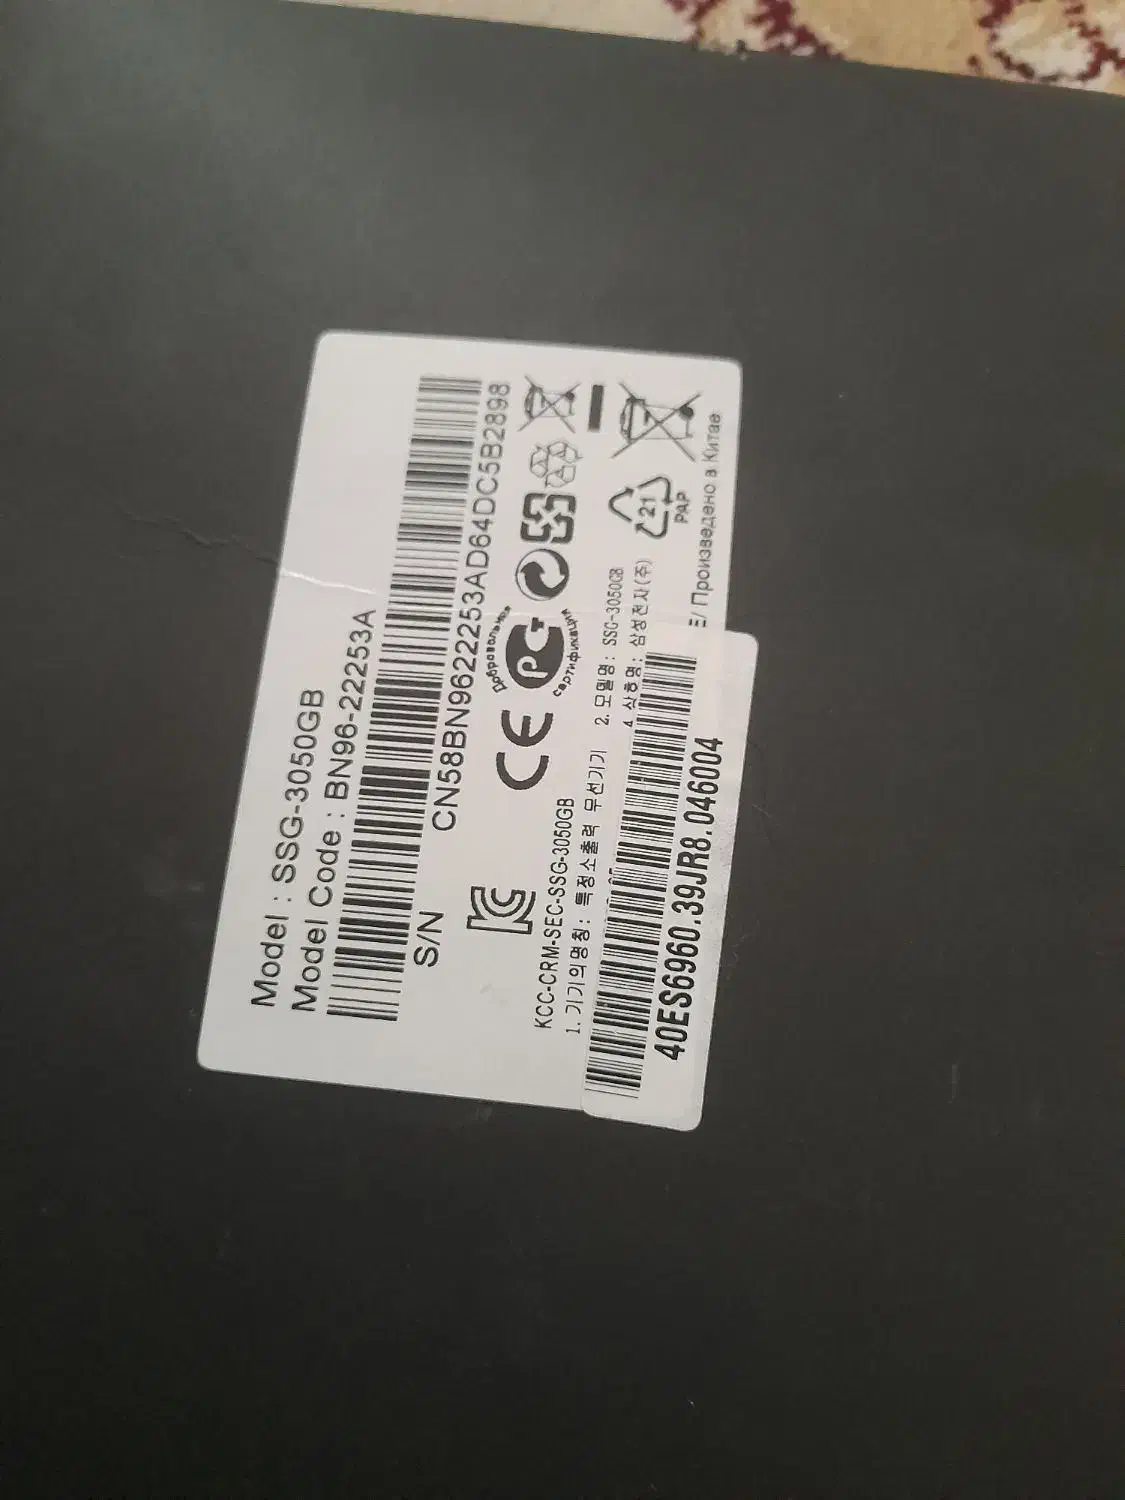 Model : SSG-3050GB
Model Code : BN96-22253A
S/N CN58BN9622253AD64DC5B2898
CE
Добровольная
РСТ
сертификация
KCC-CRM-SEC-SSG-3050GB
1. 기기의명칭: 특정소출력 무선기기 2. 모델명: SSG-3050GB
4 상호명: 삼성전자(주)
21
PAP
E/ Произведено в Китае
40ES6960.39JR8.046004